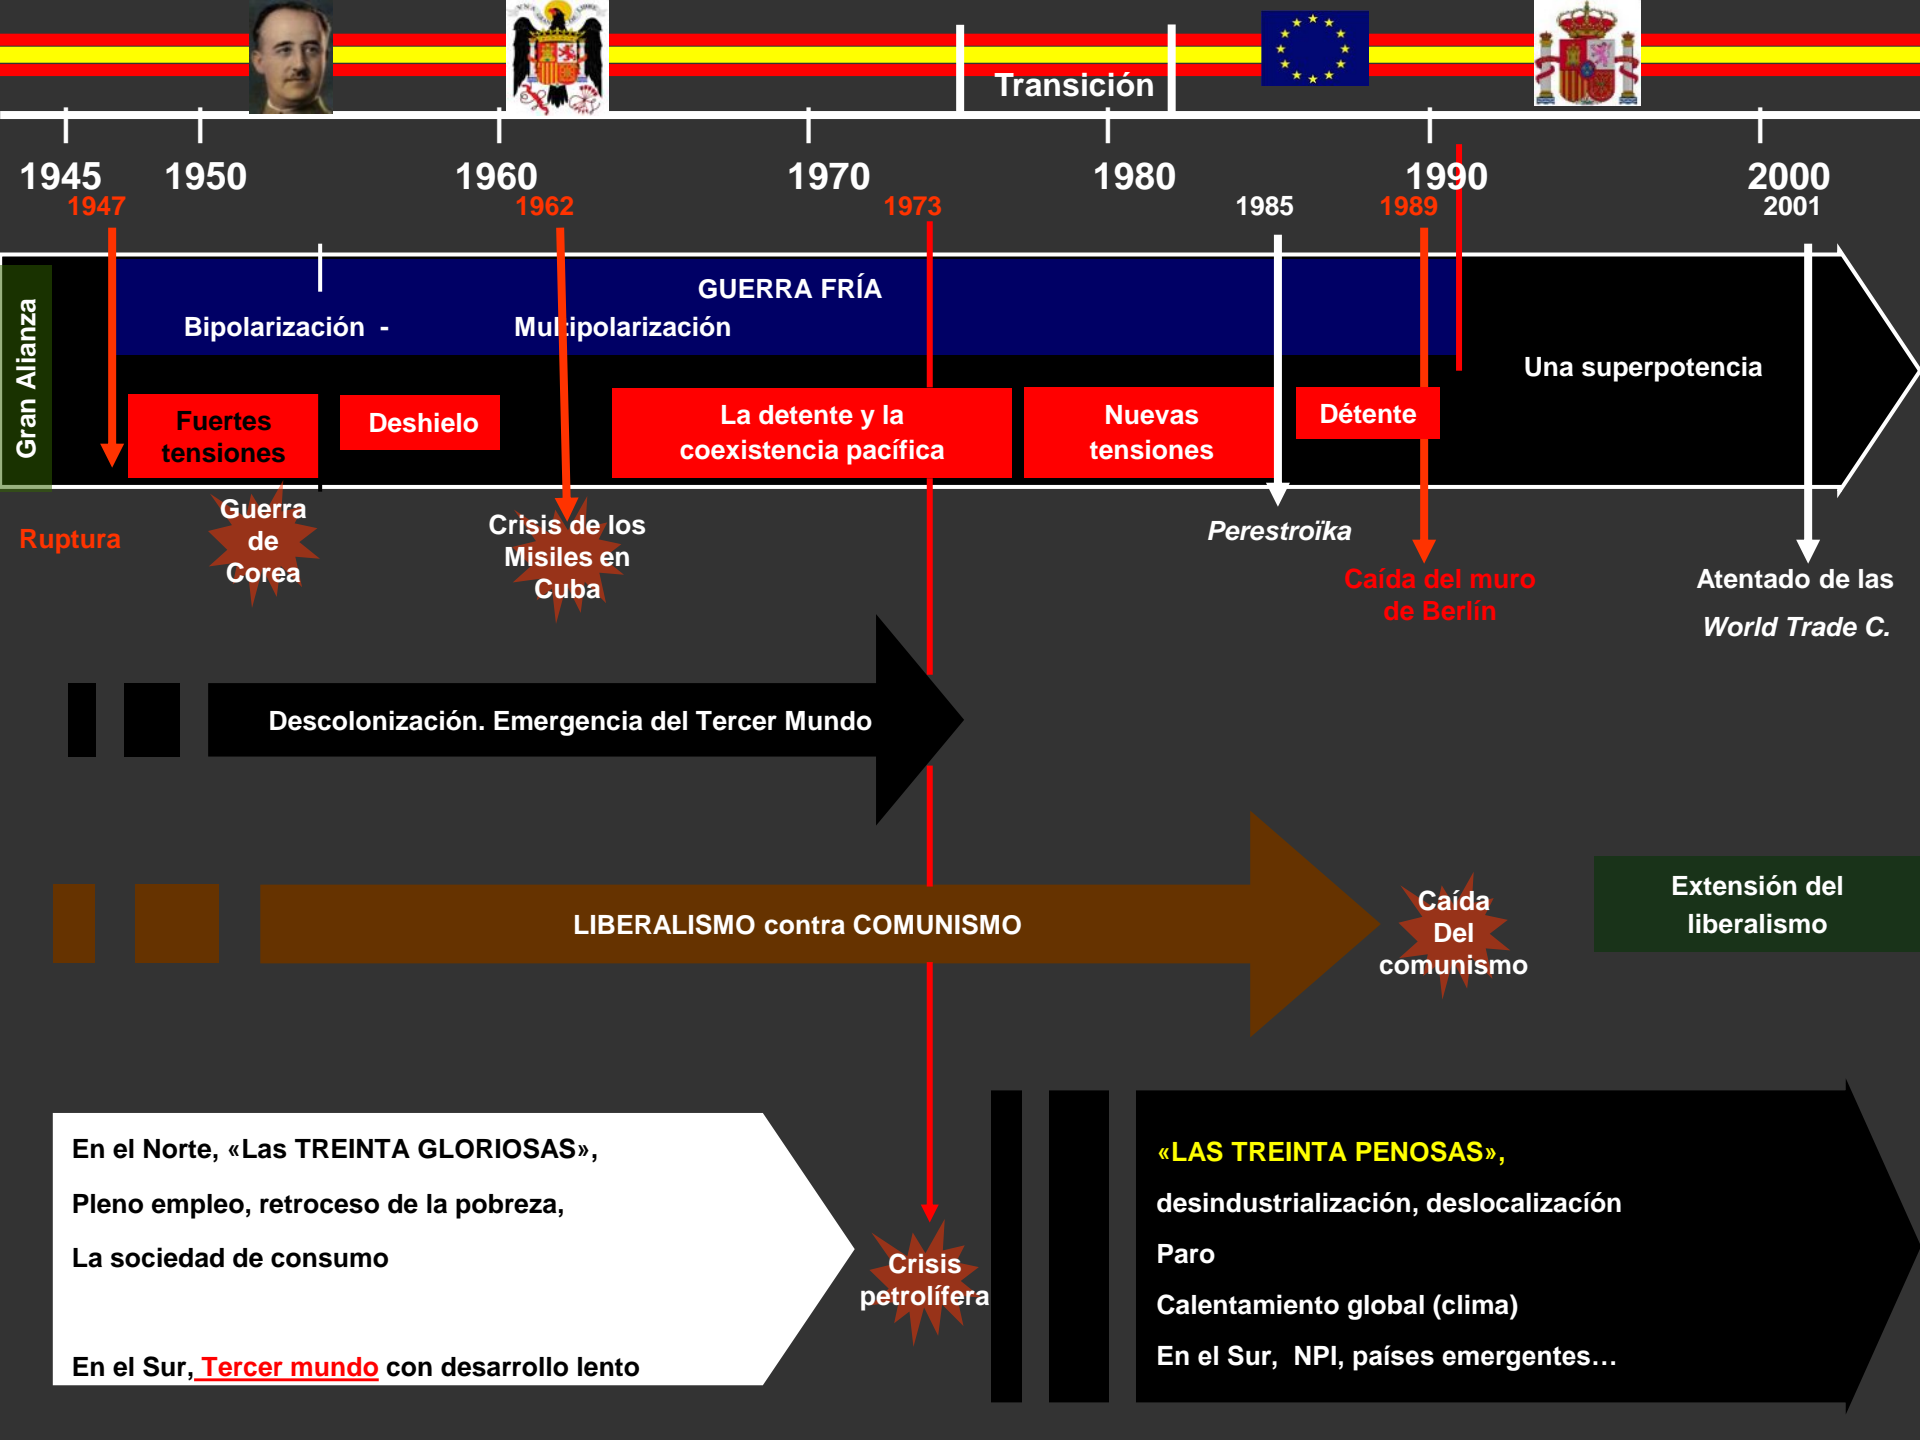 Transición
1945
1950
1960
1970
1980
1990
2000
1947
1962
1973
1985
1989
2001
Gran Alianza
GUERRA FRÍA
Bipolarización -
Multipolarización
Una superpotencia
Fuertes
tensiones
Deshielo
La detente y la
coexistencia pacífica
Nuevas
tensiones
Détente
Ruptura
Guerra
de
Corea
Crisis de los
Misiles en
Cuba
Perestroïka
Caída del muro
de Berlín
Atentado de las
World Trade C.
Descolonización. Emergencia del Tercer Mundo
LIBERALISMO contra COMUNISMO
Caída
Del
comunismo
Extensión del
liberalismo
En el Norte, «Las TREINTA GLORIOSAS»,
Pleno empleo, retroceso de la pobreza,
La sociedad de consumo
En el Sur, Tercer mundo con desarrollo lento
Crisis
petrolífera
«LAS TREINTA PENOSAS»,
desindustrialización, deslocalizacíón
Paro
Calentamiento global (clima)
En el Sur, NPI, países emergentes…